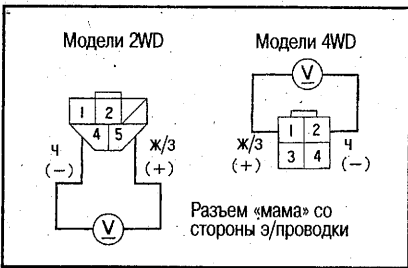 Модели 2WD
Модели 4WD
V
1 2
4 5
ч
(–)
ж/з
(+)
V
ж/з
(+)
1 2
3 4
ч
(–)
Разъем «мама» со
стороны э/проводки